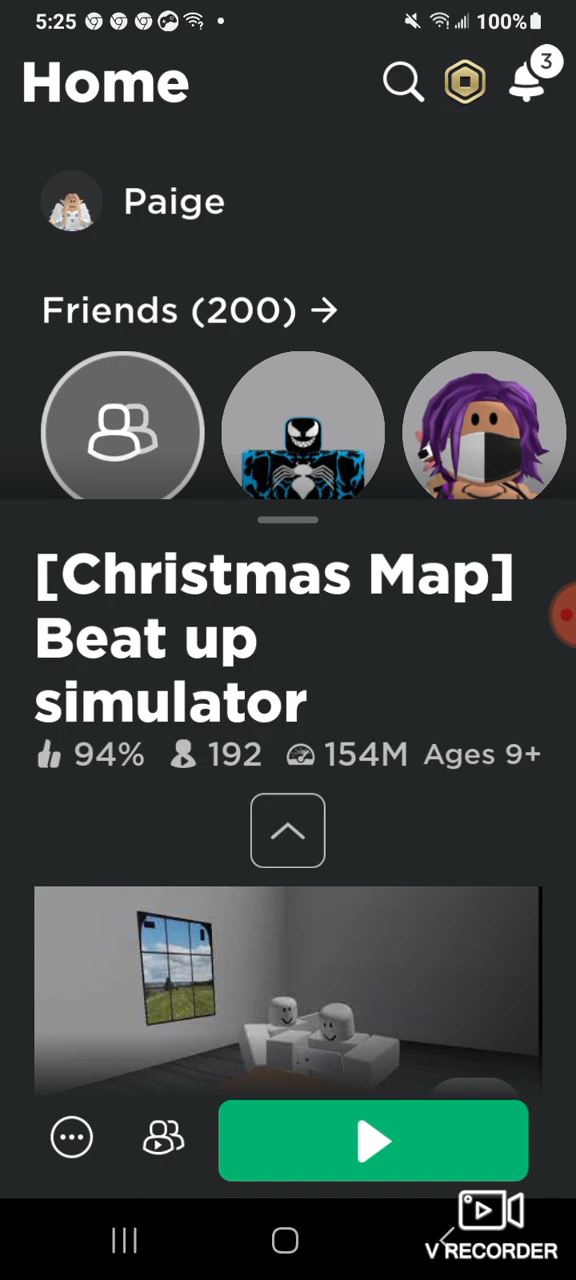 5:25 100%
Home
3
Paige
Friends (200) →
[Christmas Map]
Beat up
simulator
94% 192 154M Ages 9+
V RECORDER